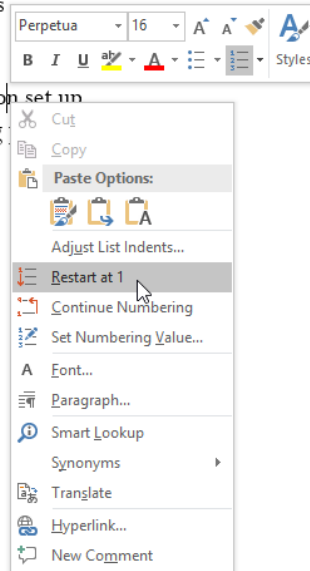 Perpetua 16 A A A
B I U aby A Styles
on set up
Cut
Copy
Paste Options:
A
Adjust List Indents...
Restart at 1
Continue Numbering
Set Numbering Value...
A Font...
Paragraph...
Smart Lookup
Synonyms
Translate
Hyperlink...
New Comment